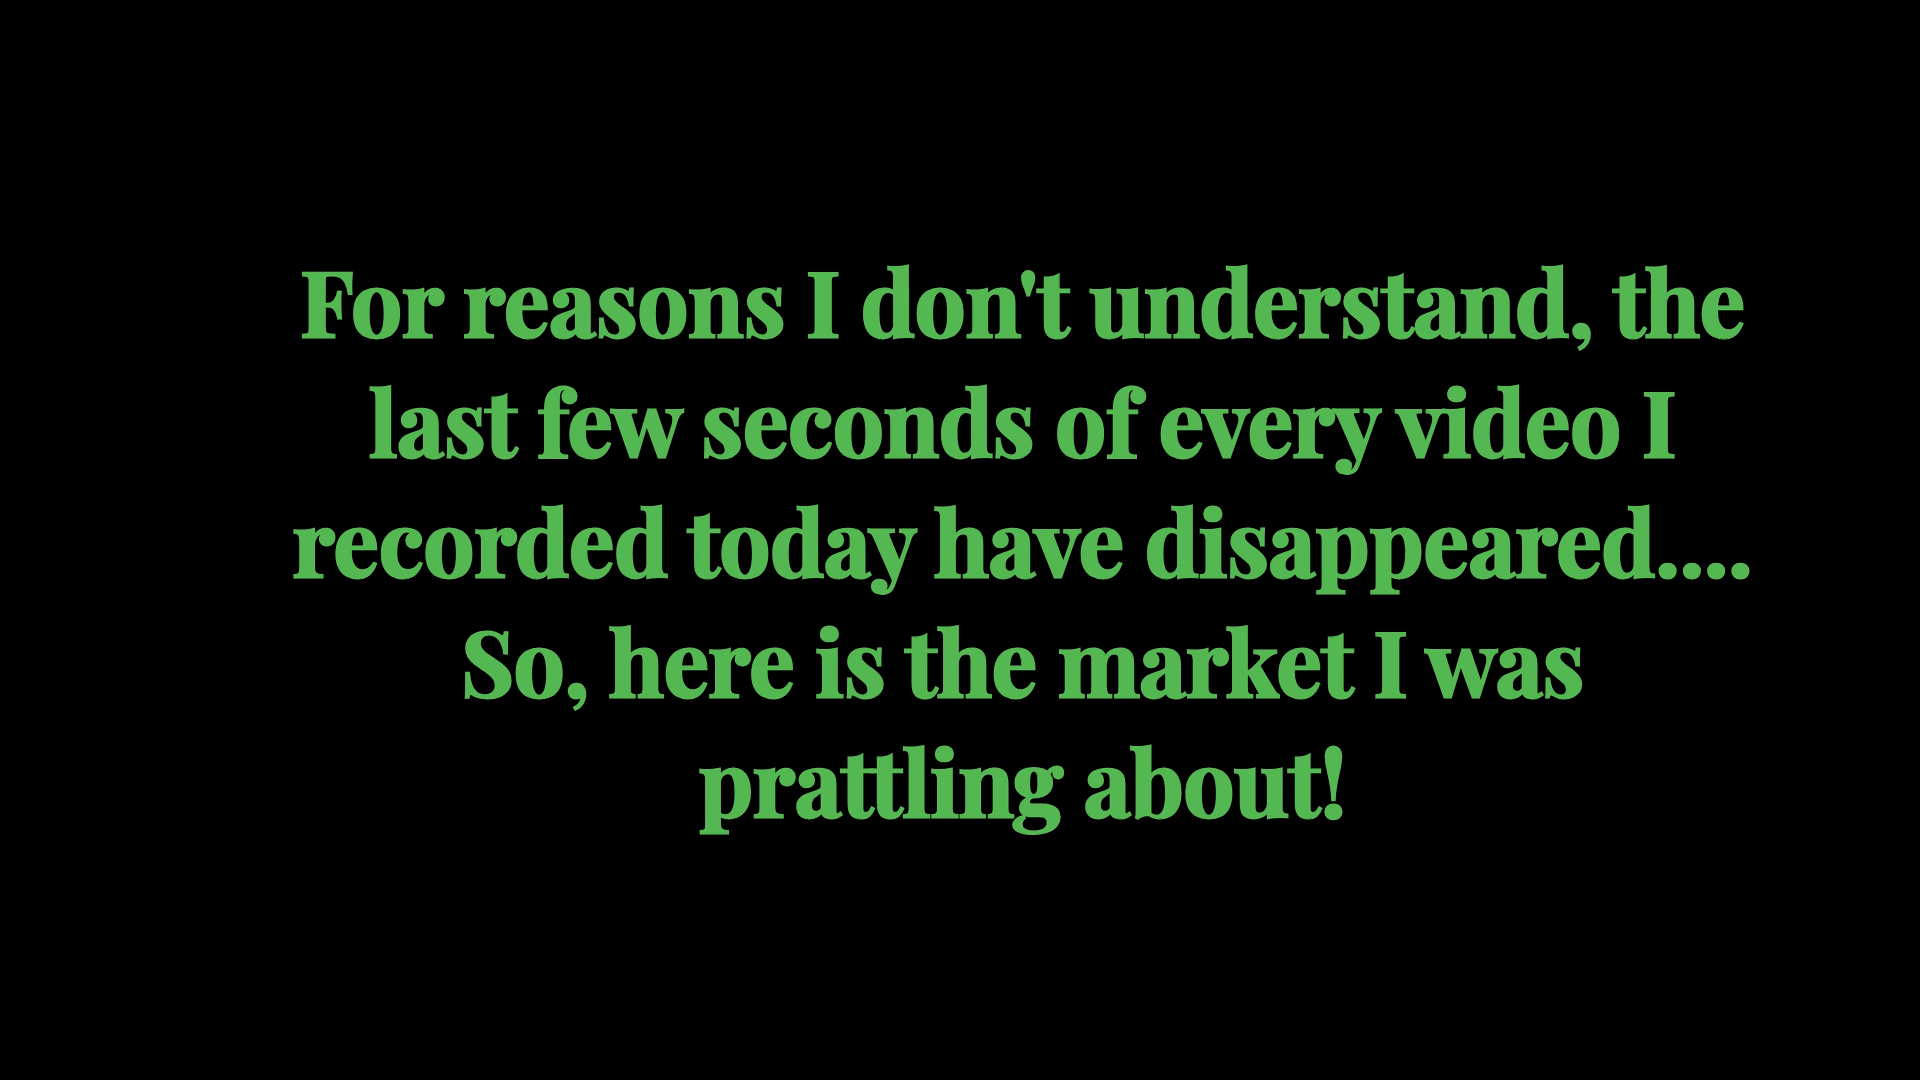 For reasons I don't understand, the
last few seconds of every video I
recorded today have disappeared....
So, here is the market I was
prattling about!